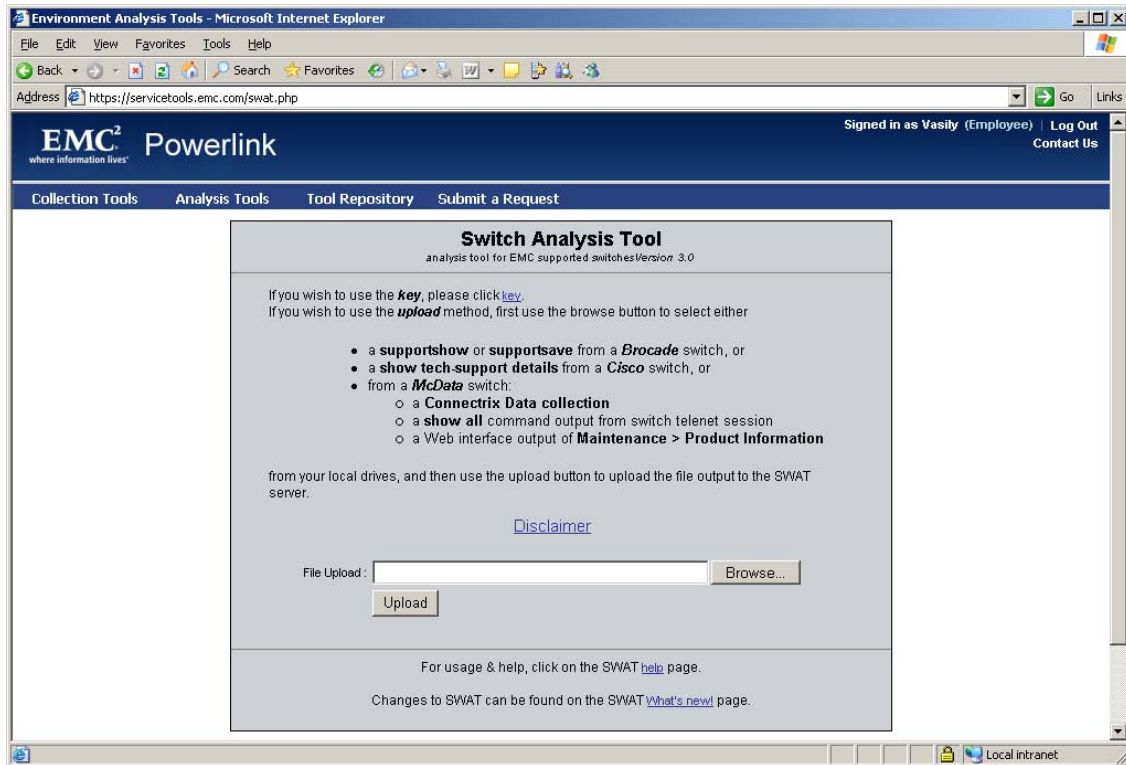 Environment Analysis Tools - Microsoft Internet Explorer
File Edit View Favorites Tools Help
Back Search Favorites
Address https://servicetools.emc.com/swat.php Go Links
EMC² Powerlink
where information lives®
Signed in as Vasily (Employee) | Log Out
Contact Us
Collection Tools Analysis Tools Tool Repository Submit a Request
Switch Analysis Tool
analysis tool for EMC supported switchesVersion 3.0
If you wish to use the key, please click key.
If you wish to use the upload method, first use the browse button to select either
• a supportshow or supportsave from a Brocade switch, or
• a show tech-support details from a Cisco switch, or
• from a McData switch:
o a Connectrix Data collection
o a show all command output from switch telenet session
o a Web interface output of Maintenance > Product Information
from your local drives, and then use the upload button to upload the file output to the SWAT
server.
Disclaimer
File Upload : Browse...
Upload
For usage & help, click on the SWAT help page.
Changes to SWAT can be found on the SWAT What's new! page.
Local intranet